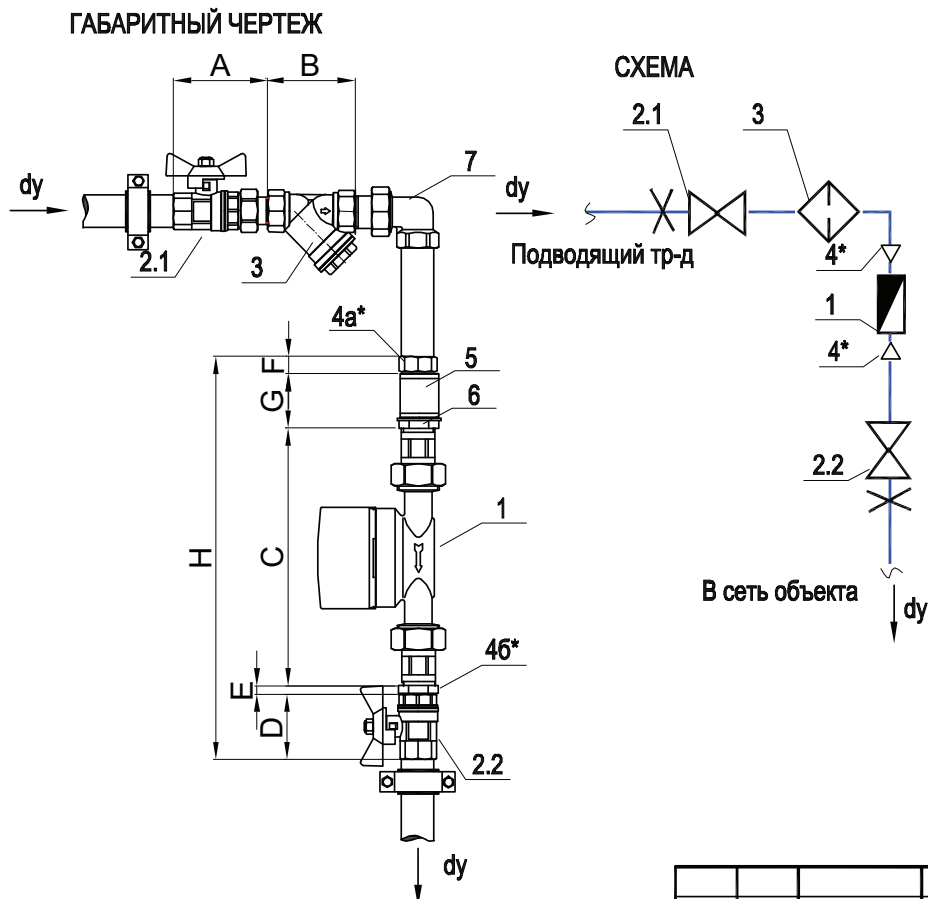 ГАБАРИТНЫЙ ЧЕРТЕЖ
A
B
dy
2.1
3
7
4а*
F
5
G
6
H
C
1
E
4б*
D
2.2
dy
СХЕМА
2.1
3
dy
Подводящий тр-д
4*
1
4*
2.2
В сеть объекта
dy